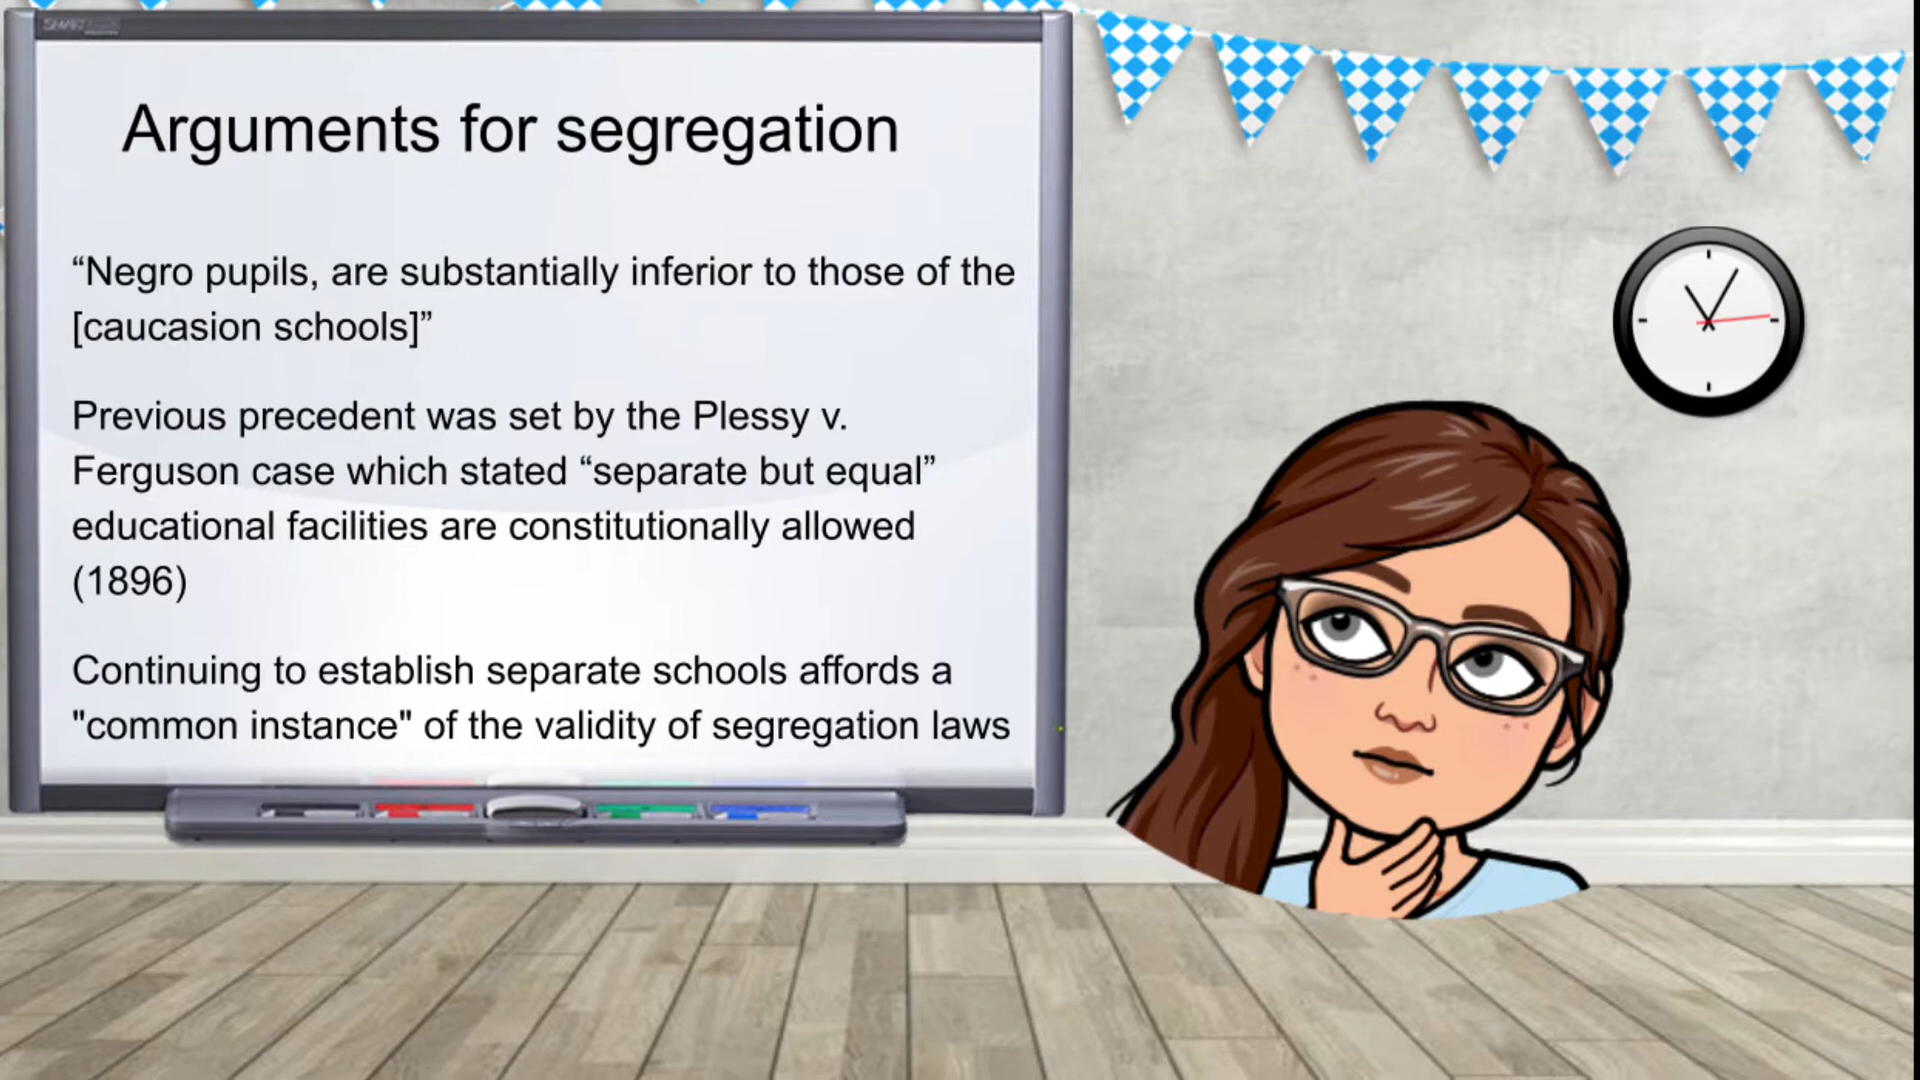 Arguments for segregation
“Negro pupils, are substantially inferior to those of the
[caucasion schools]”
Previous precedent was set by the Plessy v.
Ferguson case which stated “separate but equal”
educational facilities are constitutionally allowed
(1896)
Continuing to establish separate schools affords a
"common instance" of the validity of segregation laws